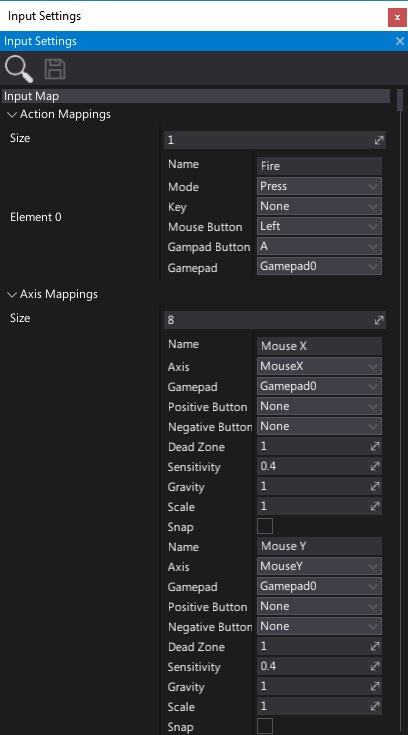 Input Settings
Input Settings
Input Map
Action Mappings
Size 1
Name Fire
Mode Press
Key None
Mouse Button Left
Element 0
Gampad Button A
Gamepad Gamepad0
Axis Mappings
Size 8
Name Mouse X
Axis MouseX
Gamepad Gamepad0
Positive Button None
Negative Button None
Dead Zone 1
Sensitivity 0.4
Gravity 1
Scale 1
Snap
Name Mouse Y
Axis MouseY
Gamepad Gamepad0
Positive Button None
Negative Button None
Dead Zone 1
Sensitivity 0.4
Gravity 1
Scale 1
Snap